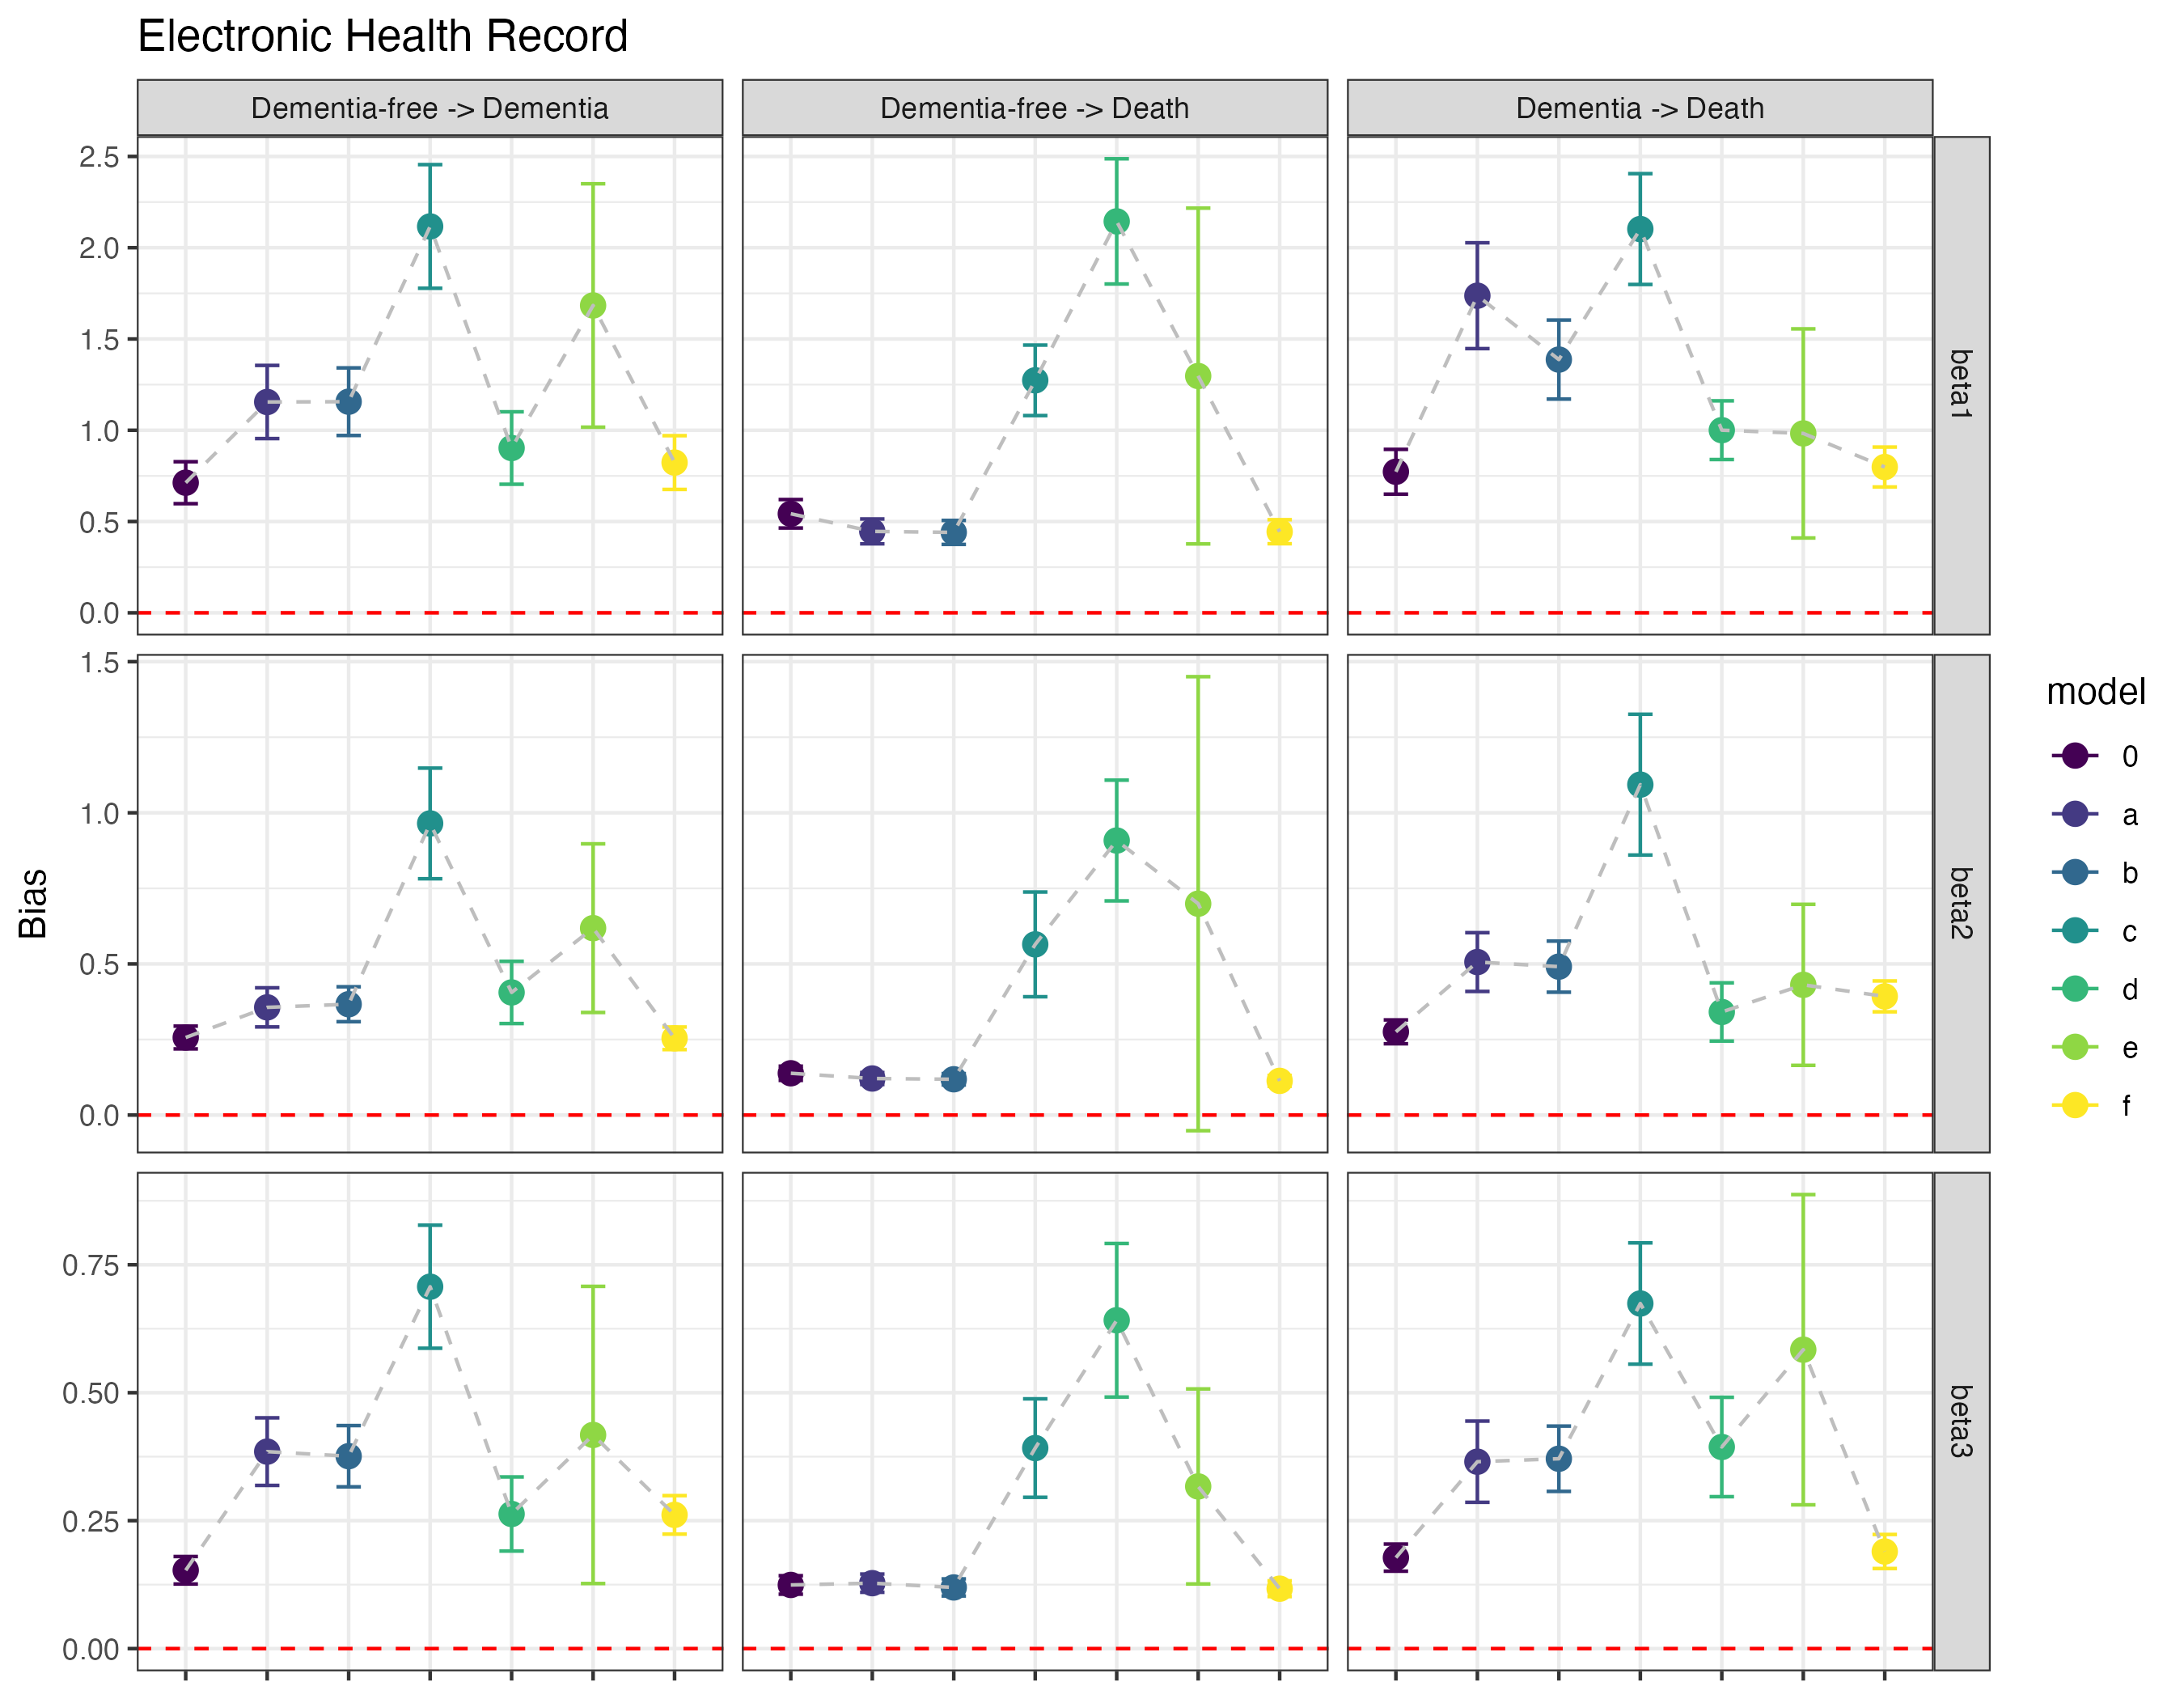 Electronic Health Record
Dementia-free -> Dementia
Dementia-free -> Death
Dementia -> Death
2.5
2.0
1.5
1.0
0.5
0.0
beta1
1.5
1.0
0.5
0.0
beta2
0.75
0.50
0.25
0.00
beta3
Bias
model
0
a
b
c
d
e
f